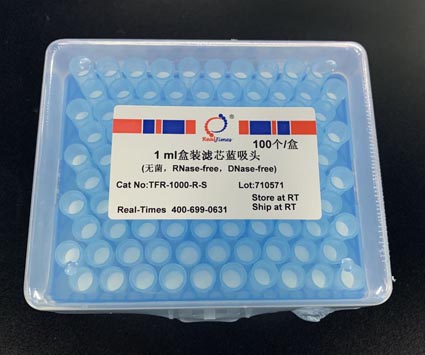 RealTimes
100个/盒
1 ml盒装滤芯蓝吸头
(无菌，RNase-free，DNase-free)
Cat No:TFR-1000-R-S Lot:710571
Store at RT
Real-Times 400-699-0631 Ship at RT